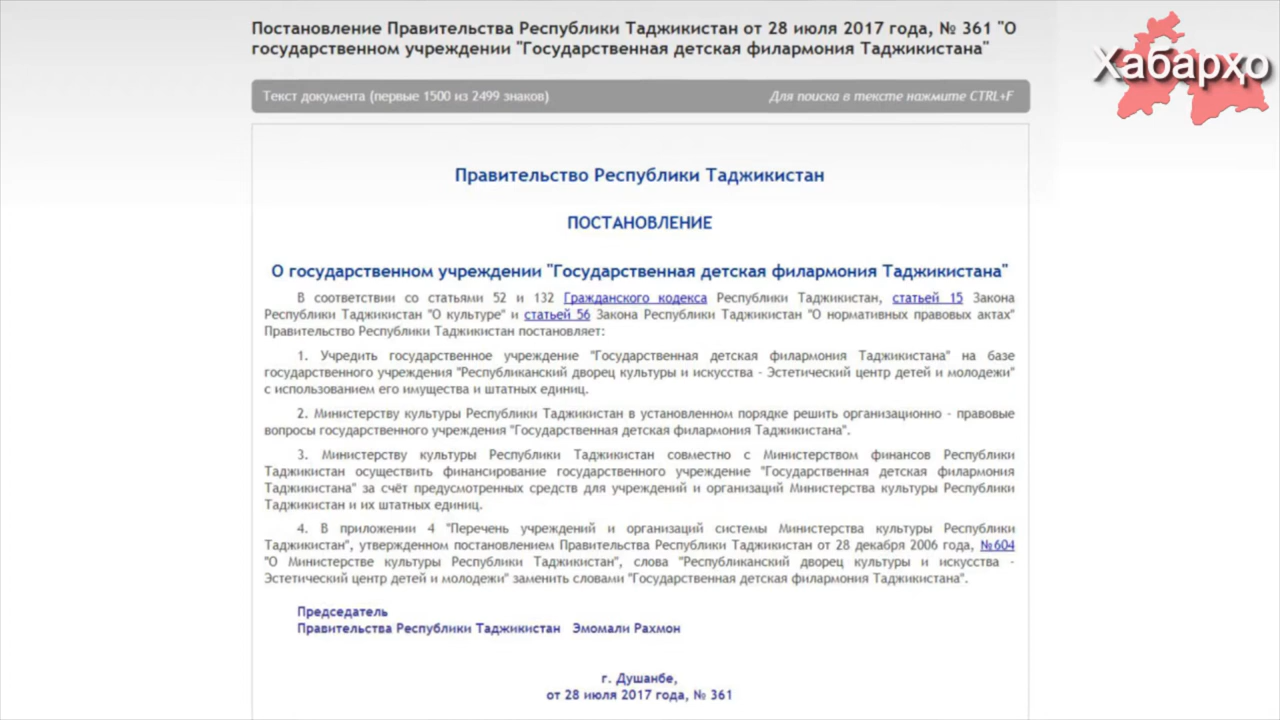 Постановление Правительства Республики Таджикистан от 28 июля 2017 года, № 361 "О
государственном учреждении "Государственная детская филармония Таджикистана"
Хабарҳо
Текст документа (первые 1500 из 2499 знаков)
Для поиска в тексте нажмите CTRL+F
Правительство Республики Таджикистан
ПОСТАНОВЛЕНИЕ
О государственном учреждении "Государственная детская филармония Таджикистана"
В соответствии со статьями 52 и 132 Гражданского кодекса Республики Таджикистан, статьей 15 Закона
Республики Таджикистан "О культуре" и статьей 56 Закона Республики Таджикистан "О нормативных правовых актах"
Правительство Республики Таджикистан постановляет:
1. Учредить государственное учреждение "Государственная детская филармония Таджикистана" на базе
государственного учреждения "Республиканский дворец культуры и искусства - Эстетический центр детей и молодежи"
с использованием его имущества и штатных единиц.
2. Министерству культуры Республики Таджикистан в установленном порядке решить организационно - правовые
вопросы государственного учреждения "Государственная детская филармония Таджикистана".
3. Министерству культуры Республики Таджикистан совместно с Министерством финансов Республики
Таджикистан осуществить финансирование государственного учреждение "Государственная детская филармония
Таджикистана" за счёт предусмотренных средств для учреждений и организаций Министерства культуры Республики
Таджикистан и их штатных единиц.
4. В приложении 4 "Перечень учреждений и организаций системы Министерства культуры Республики
Таджикистан", утвержденном постановлением Правительства Республики Таджикистан от 28 декабря 2006 года, №604
"О Министерстве культуры Республики Таджикистан", слова "Республиканский дворец культуры и искусства -
Эстетический центр детей и молодежи" заменить словами "Государственная детская филармония Таджикистана".
Председатель
Правительства Республики Таджикистан Эмомали Рахмон
г. Душанбе,
от 28 июля 2017 года, № 361